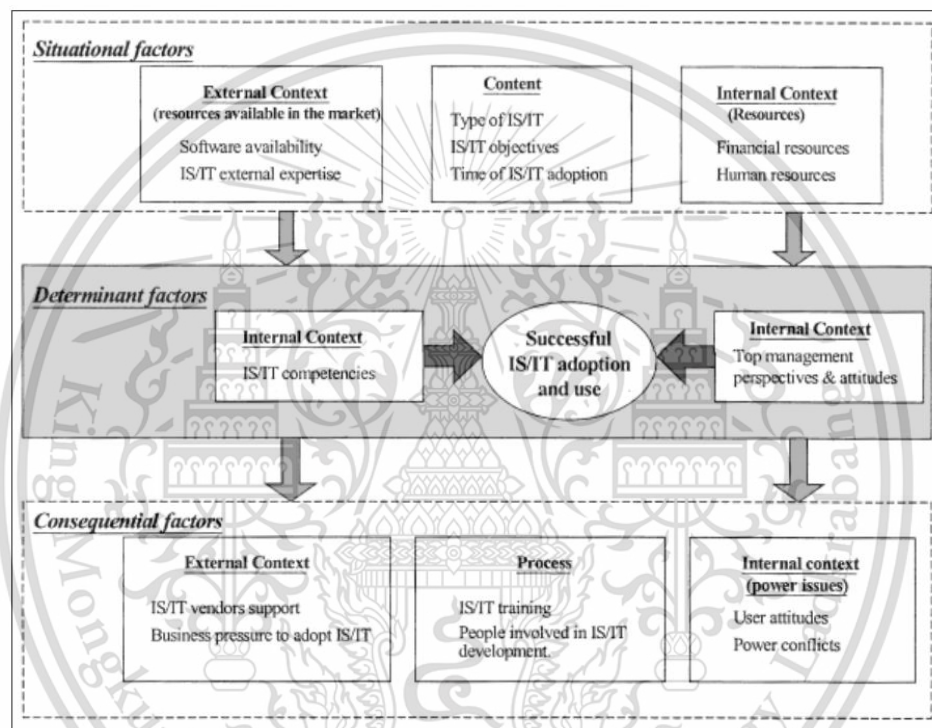 Situational factors
External Context
(resources available in the market)
Software availability
IS/IT external expertise
Content
Type of IS/IT
IS/IT objectives
Time of IS/IT adoption
Internal Context
(Resources)
Financial resources
Human resources
Determinant factors
Internal Context
IS/IT competencies
Successful
IS/IT adoption
and use
Internal Context
Top management
perspectives & attitudes
Consequential factors
External Context
IS/IT vendors support
Business pressure to adopt IS/IT
Process
IS/IT training
People involved in IS/IT
development.
Internal context
(power issues)
User attitudes
Power conflicts
King Mongku
Ladkrabang